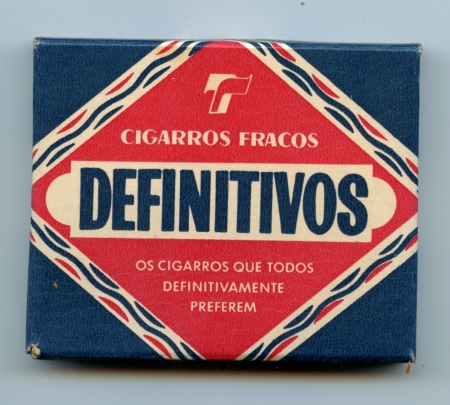 CIGARROS FRACOS
DEFINITIVOS
OS CIGARROS QUE TODOS
DEFINITIVAMENTE
PREFEREM